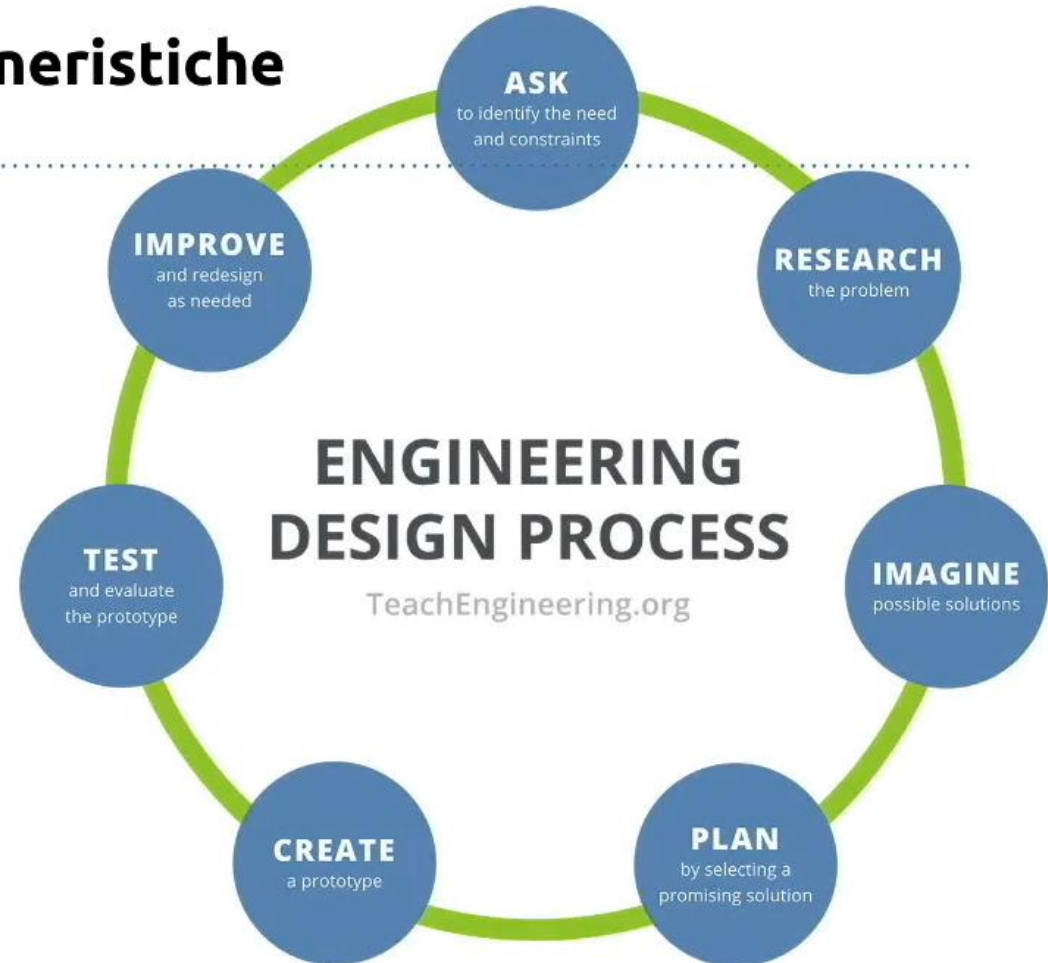 neristiche
ASK
to identify the need
and constraints
RESEARCH
the problem
IMAGINE
possible solutions
PLAN
by selecting a
promising solution
CREATE
a prototype
TEST
and evaluate
the prototype
IMPROVE
and redesign
as needed
ENGINEERING
DESIGN PROCESS
TeachEngineering.org